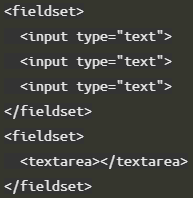 <fieldset>
  <input type="text">
  <input type="text">
  <input type="text">
</fieldset>
<fieldset>
  <textarea></textarea>
</fieldset>